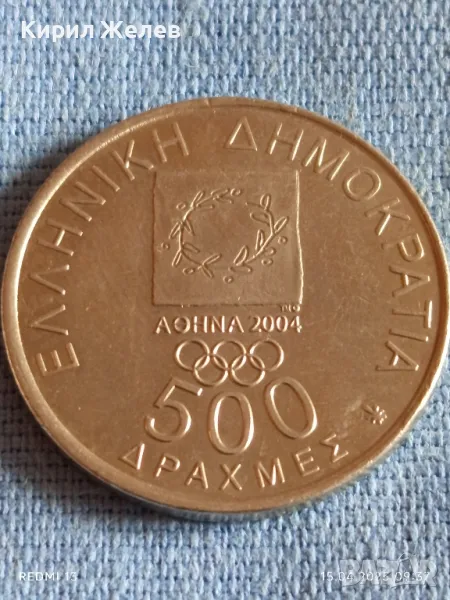 Кирил Желев
ΕΛΛΗΝΙΚΗ ΔΗΜΟΚΡΑΤΙΑ
ΑΘΗΝΑ 2004
500
ΔΡΑΧΜΕΣ
REDMI 13